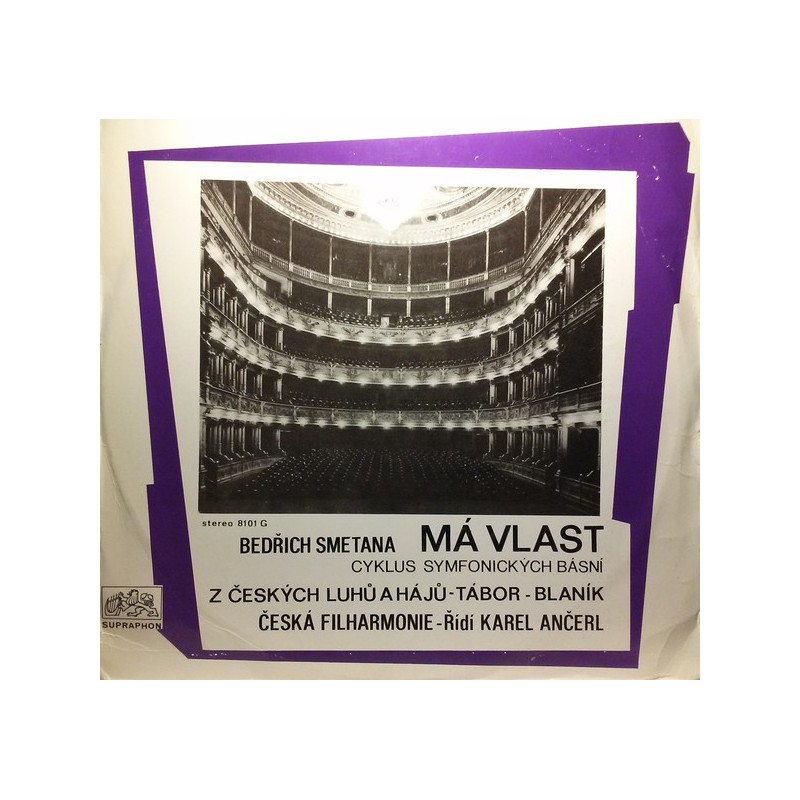 stereo 8101 G
BEDŘICH SMETANA MÁ VLAST
CYKLUS SYMFONICKÝCH BÁSNÍ
Z ČESKÝCH LUHŮ A HÁJŮ - TÁBOR - BLANÍK
ČESKÁ FILHARMONIE - Řídí KAREL ANČERL
SUPRAPHON